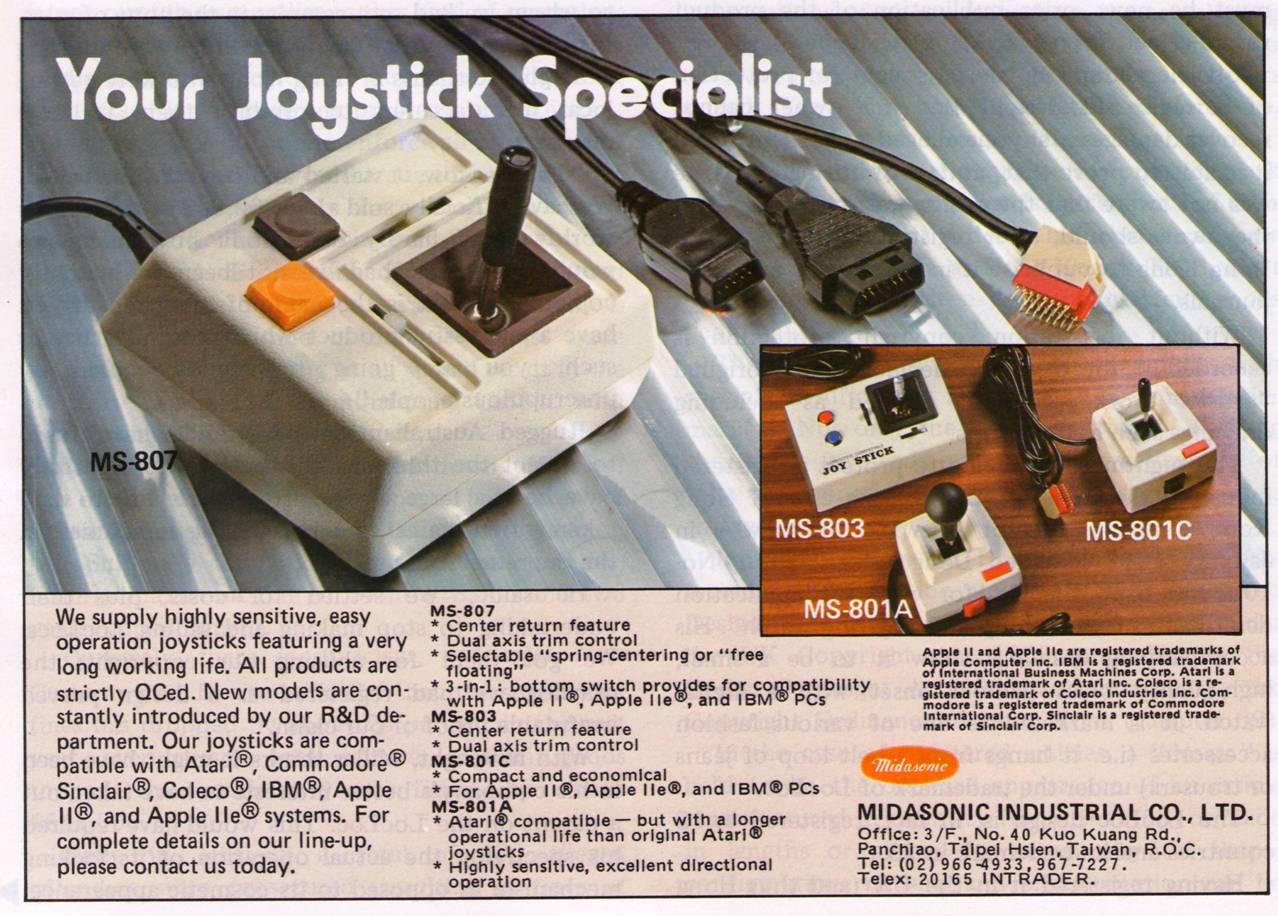 Your Joystick Specialist
MS-807
COMPUTER COMPATIBLE
JOY STICK
MS-803
MS-801C
MS-801A
We supply highly sensitive, easy
operation joysticks featuring a very
long working life. All products are
strictly QCed. New models are con-
stantly introduced by our R&D de-
partment. Our joysticks are com-
patible with Atari®, Commodore®
Sinclair®, Coleco®, IBM®, Apple
II®, and Apple IIe® systems. For
complete details on our line-up,
please contact us today.
MS-807
* Center return feature
* Dual axis trim control
* Selectable "spring-centering or "free
floating"
* 3-in-1 : bottom switch provides for compatibility
with Apple II®, Apple IIe®, and IBM® PCs
MS-803
* Center return feature
* Dual axis trim control
MS-801C
* Compact and economical
* For Apple II®, Apple IIe®, and IBM® PCs
MS-801A
* Atari® compatible — but with a longer
operational life than original Atari®
joysticks
* Highly sensitive, excellent directional
operation
Apple II and Apple IIe are registered trademarks of
Apple Computer Inc. IBM is a registered trademark
of International Business Machines Corp. Atari is a
registered trademark of Atari Inc. Coleco is a re-
gistered trademark of Coleco Industries Inc. Com-
modore is a registered trademark of Commodore
International Corp. Sinclair is a registered trade-
mark of Sinclair Corp.
Midasonic
MIDASONIC INDUSTRIAL CO., LTD.
Office: 3/F., No. 40 Kuo Kuang Rd.,
Panchiao, Taipei Hsien, Taiwan, R.O.C.
Tel: (02) 966-4933 · 967-7227 ·
Telex: 20165 INTRADER.